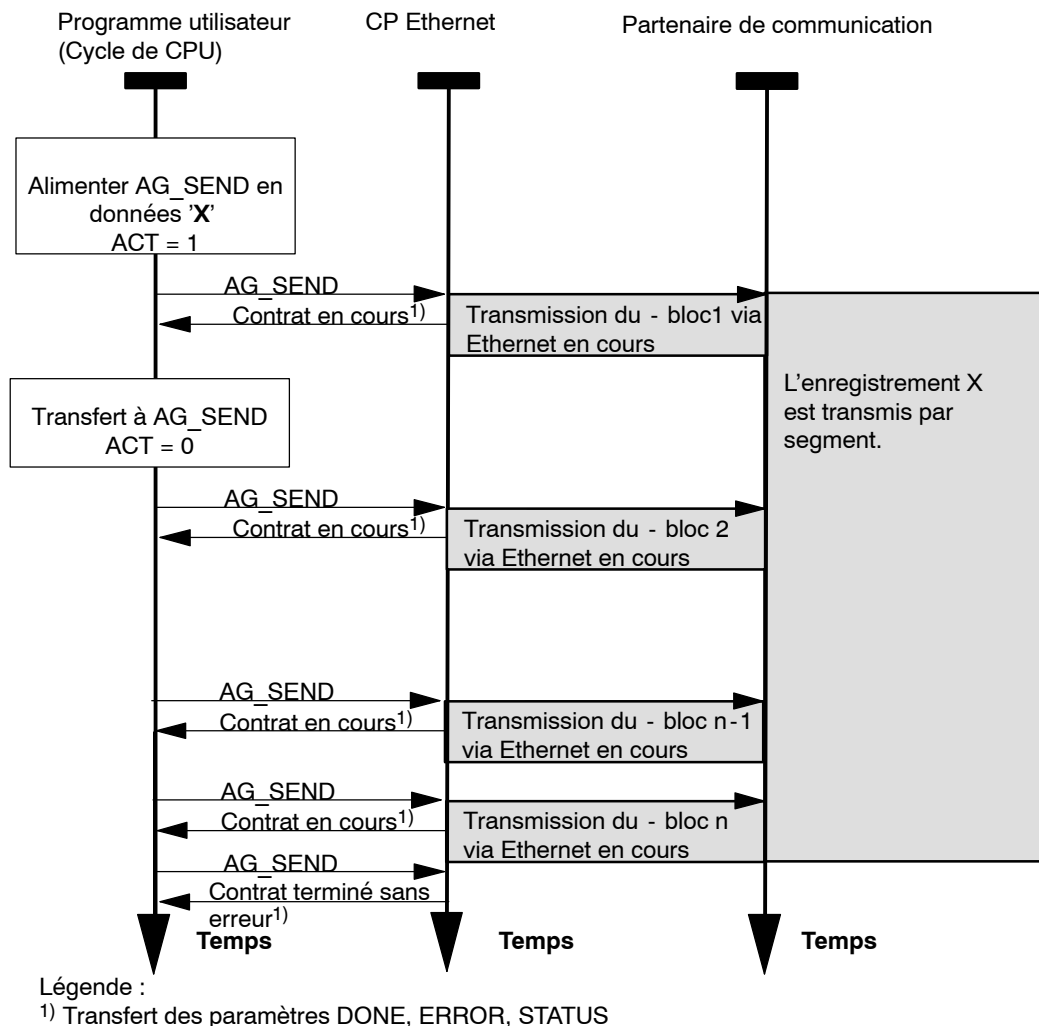 Programme utilisateur
(Cycle de CPU)
CP Ethernet
Partenaire de communication
Alimenter AG_SEND en
données ’X’
ACT = 1
AG_SEND
Contrat en cours1)
Transmission du - bloc1 via
Ethernet en cours
L’enregistrement X
est transmis par
segment.
Transfert à AG_SEND
ACT = 0
AG_SEND
Contrat en cours1)
Transmission du - bloc 2
via Ethernet en cours
AG_SEND
Contrat en cours1)
Transmission du - bloc n-1
via Ethernet en cours
AG_SEND
Contrat en cours1)
Transmission du - bloc n
via Ethernet en cours
AG_SEND
Contrat terminé sans
erreur1)
Temps
Temps
Temps
Légende :
1) Transfert des paramètres DONE, ERROR, STATUS